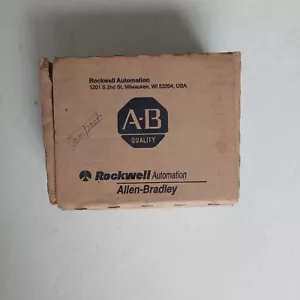 Rockwell Automation
1201 S 2nd St, Milwaukee, WI 53204, USA
A-B
QUALITY
Rockwell Automation
Allen-Bradley